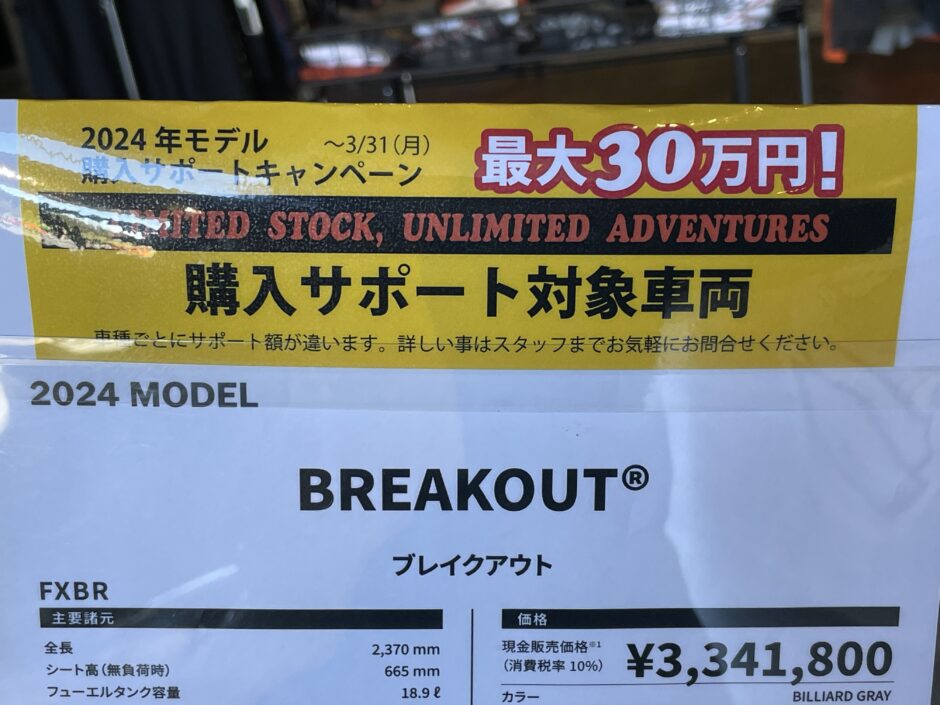 2024年モデル ～3/31(月)
購入サポートキャンペーン
最大30万円!
LIMITED STOCK, UNLIMITED ADVENTURES
購入サポート対象車両
車種ごとにサポート額が違います。詳しい事はスタッフまでお気軽にお問合せください。
2024 MODEL
BREAKOUT®
ブレイクアウト
FXBR
主要諸元
全長 2,370 mm
シート高(無負荷時) 665 mm
フューエルタンク容量 18.9 ℓ
価格
現金販売価格※1
(消費税率 10%) ¥3,341,800
カラー BILLIARD GRAY